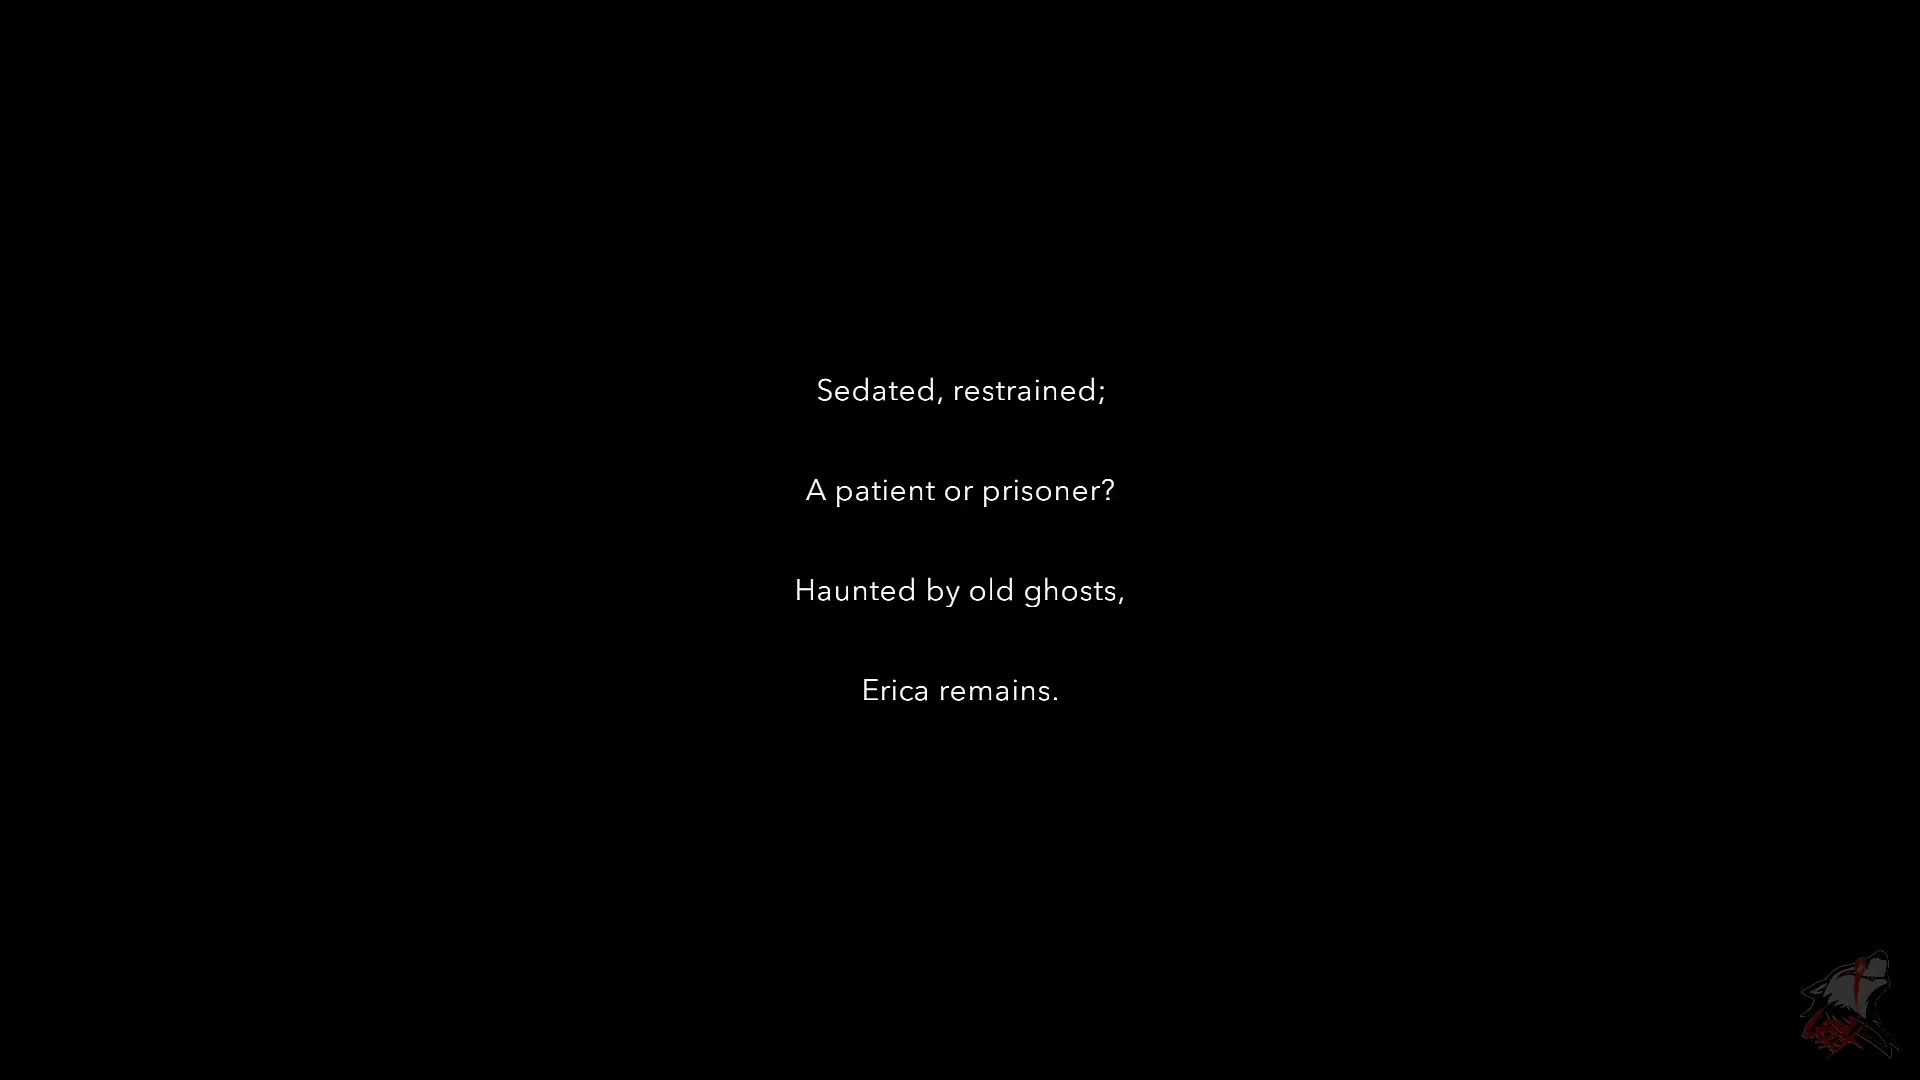 Sedated, restrained;
A patient or prisoner?
Haunted by old ghosts,
Erica remains.